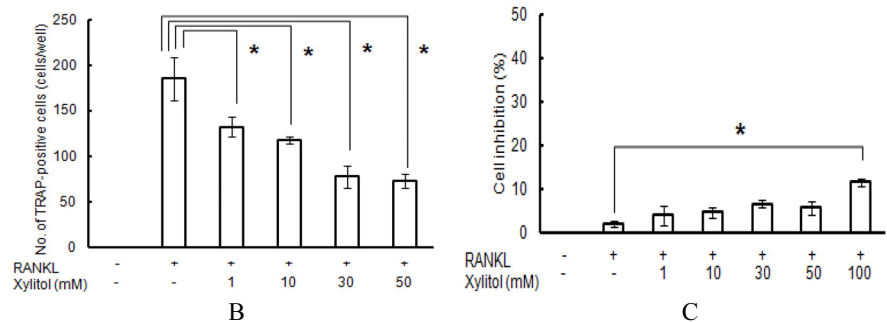 No. of TRAP-positive cells (cells/well)
250
200
150
100
50
0
* * * *
RANKL - + + + + +
Xylitol (mM) - - 1 10 30 50
B
Cell inhibition (%)
50
40
30
20
10
0
*
RANKL - + + + + + +
Xylitol (mM) - - 1 10 30 50 100
C